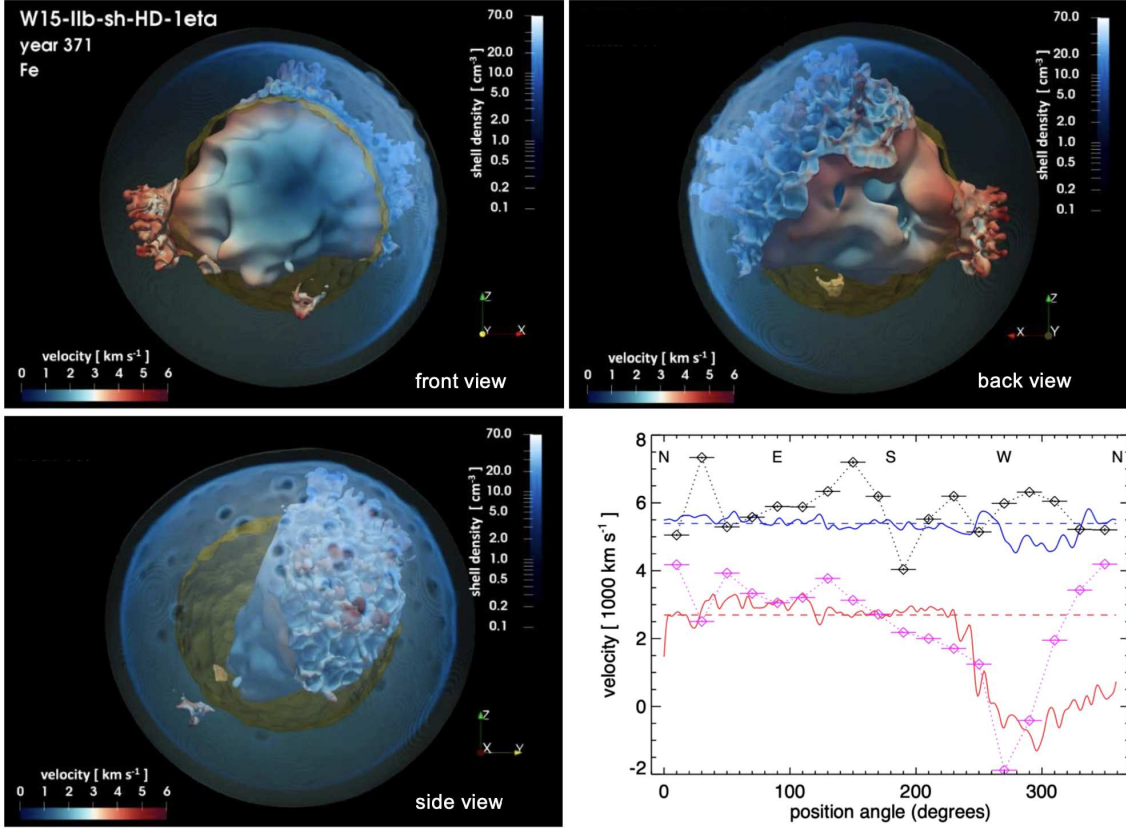 W15-IIb-sh-HD-1eta
year 371
Fe
shell density [ cm-3 ]
70.0
20.0
10.0
5.0
2.0
1.0
0.5
0.2
0.1
Z
Y
X
velocity [ km s-1 ]
0 1 2 3 4 5 6
front view
shell density [ cm-3 ]
70.0
20.0
10.0
5.0
2.0
1.0
0.5
0.2
0.1
Z
X
Y
velocity [ km s-1 ]
0 1 2 3 4 5 6
back view
shell density [ cm-3 ]
70.0
20.0
10.0
5.0
2.0
1.0
0.5
0.2
0.1
Z
X
Y
velocity [ km s-1 ]
0 1 2 3 4 5 6
side view
velocity [ 1000 km s-1 ]
8
6
4
2
0
-2
N E S W N
0 100 200 300
position angle (degrees)